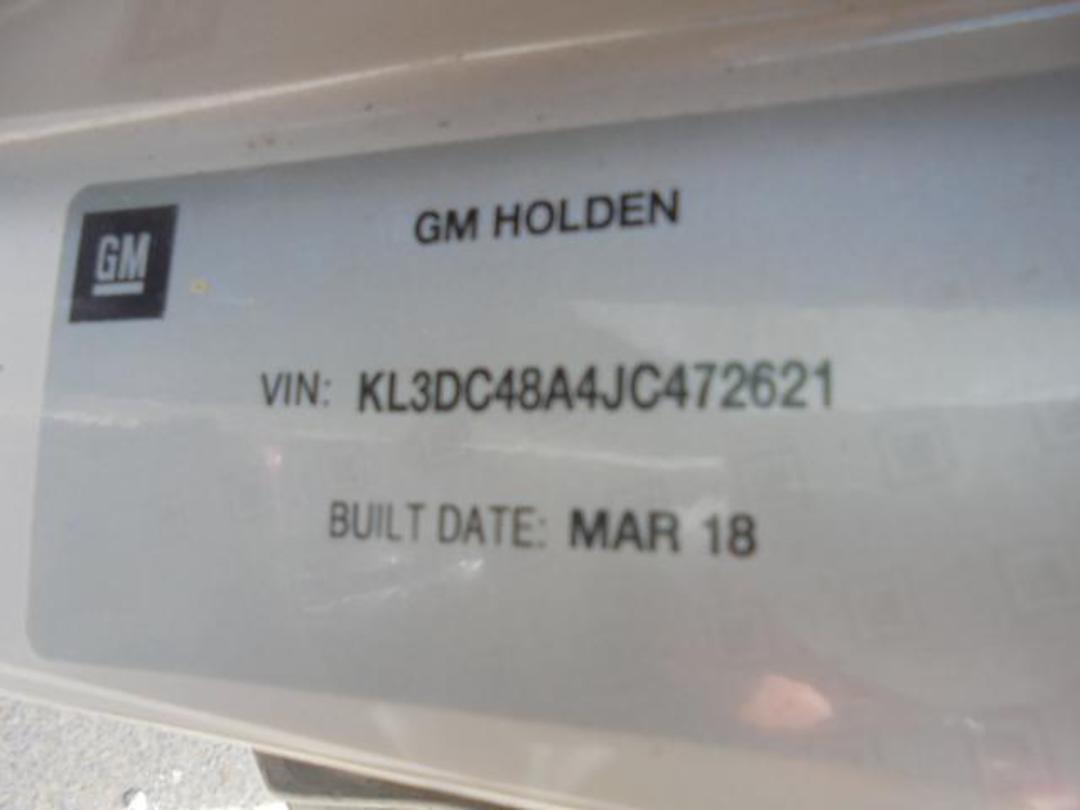 GM
GM HOLDEN
VIN: KL3DC48A4JC472621
BUILT DATE: MAR 18